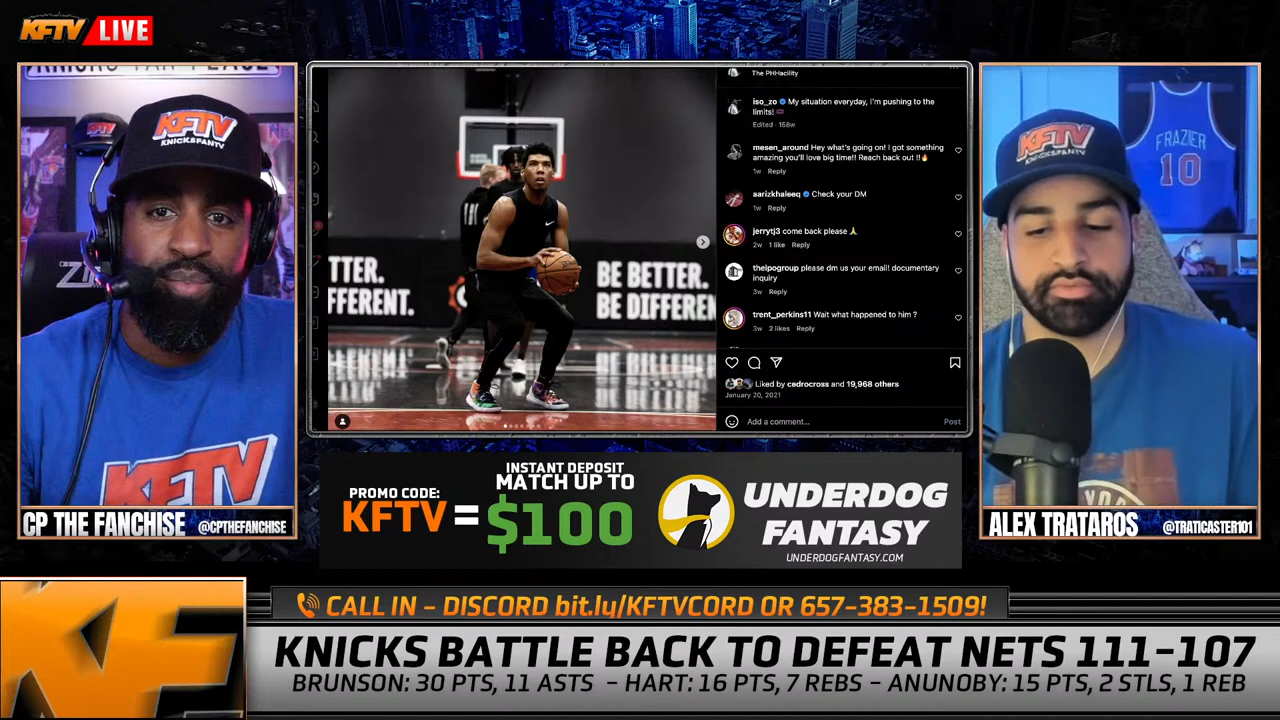 KFTV LIVE
KFTV
KNICKSFANTV
CP THE FANCHISE @CPTHEFANCHISE
TTER.
FFERENT.
BE BETTER.
BE DIFFEREN
The PHHacility
iso_zo My situation everyday, I'm pushing to the
limits!
Edited · 158w
mesen_around Hey what's going on! I got something
amazing you'll love big time!! Reach back out !!🔥
1w Reply
aarizkhaleeq Check your DM
1w Reply
jerrytj3 come back please 🙏
2w 1 like Reply
theipogroup please dm us your email! documentary
inquiry
3w Reply
trent_perkins11 Wait what happened to him ?
3w 2 likes Reply
Liked by cedrocross and 19,968 others
January 20, 2021
Add a comment...
Post
KFTV
KNICKSFANTV
FRAZIER
10
ALEX TRATAROS @TRATICASTER101
KFTV
PROMO CODE:
KFTV =
INSTANT DEPOSIT
MATCH UP TO
$100
UNDERDOG
FANTASY
UNDERDOGFANTASY.COM
CALL IN - DISCORD bit.ly/KFTVCORD OR 657-383-1509!
KF
KNICKS BATTLE BACK TO DEFEAT NETS 111-107
BRUNSON: 30 PTS, 11 ASTS - HART: 16 PTS, 7 REBS - ANUNOBY: 15 PTS, 2 STLS, 1 REB